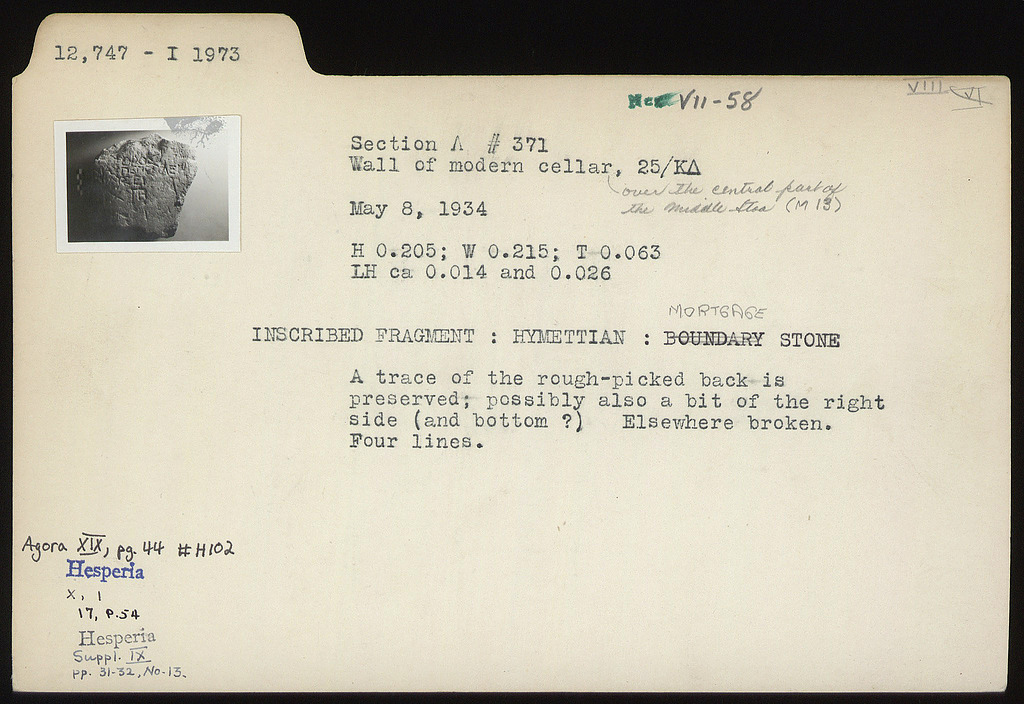 12,747 - I 1973
VII-58
VIII VI
Section Λ # 371
Wall of modern cellar, 25/ΚΔ
over the central part of
the Middle Stoa (M 13)
May 8, 1934
H 0.205; W 0.215; T 0.063
LH ca 0.014 and 0.026
MORTGAGE
INSCRIBED FRAGMENT : HYMETTIAN : BOUNDARY STONE
A trace of the rough-picked back is
preserved; possibly also a bit of the right
side (and bottom ?) Elsewhere broken.
Four lines.
Agora XIX, pg. 44 #H102
Hesperia
X, 1
17, P.54
Hesperia
Suppl. IX
pp. 31-32, No.13.